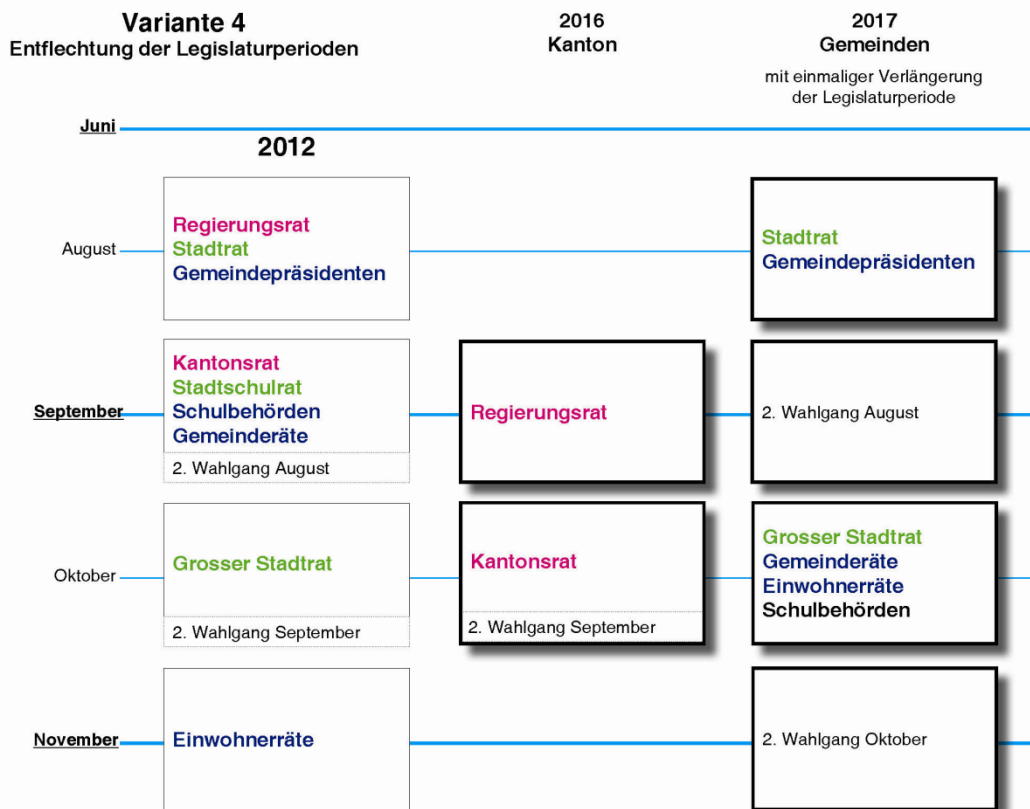 Variante 4
Entflechtung der Legislaturperioden
2016
Kanton
2017
Gemeinden
mit einmaliger Verlängerung
der Legislaturperiode
Juni
2012
August
Regierungsrat
Stadtrat
Gemeindepräsidenten
Stadtrat
Gemeindepräsidenten
September
Kantonsrat
Stadtschulrat
Schulbehörden
Gemeinderäte
2. Wahlgang August
Regierungsrat
2. Wahlgang August
Oktober
Grosser Stadtrat
2. Wahlgang September
Kantonsrat
2. Wahlgang September
Grosser Stadtrat
Gemeinderäte
Einwohnerräte
Schulbehörden
November
Einwohnerräte
2. Wahlgang Oktober